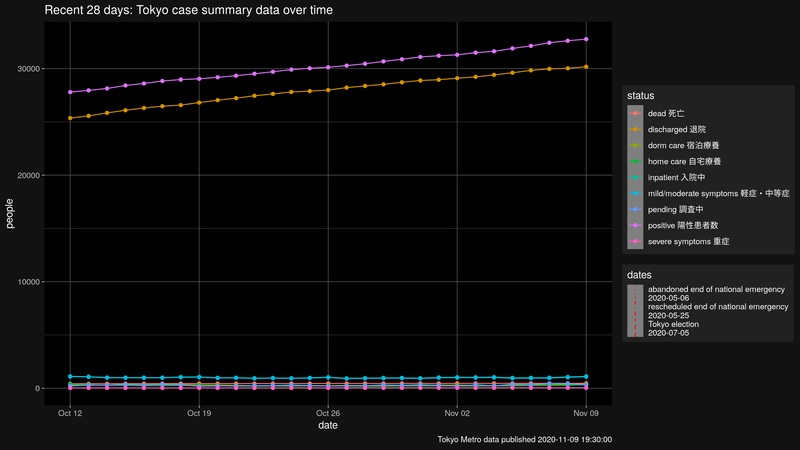 Recent 28 days: Tokyo case summary data over time
people
30000
20000
10000
0
Oct 12
Oct 19
Oct 26
Nov 02
Nov 09
date
status
dead 死亡
discharged 退院
dorm care 宿泊療養
home care 自宅療養
inpatient 入院中
mild/moderate symptoms 軽症・中等症
pending 調査中
positive 陽性患者数
severe symptoms 重症
dates
abandoned end of national emergency
2020-05-06
rescheduled end of national emergency
2020-05-25
Tokyo election
2020-07-05
Tokyo Metro data published 2020-11-09 19:30:00